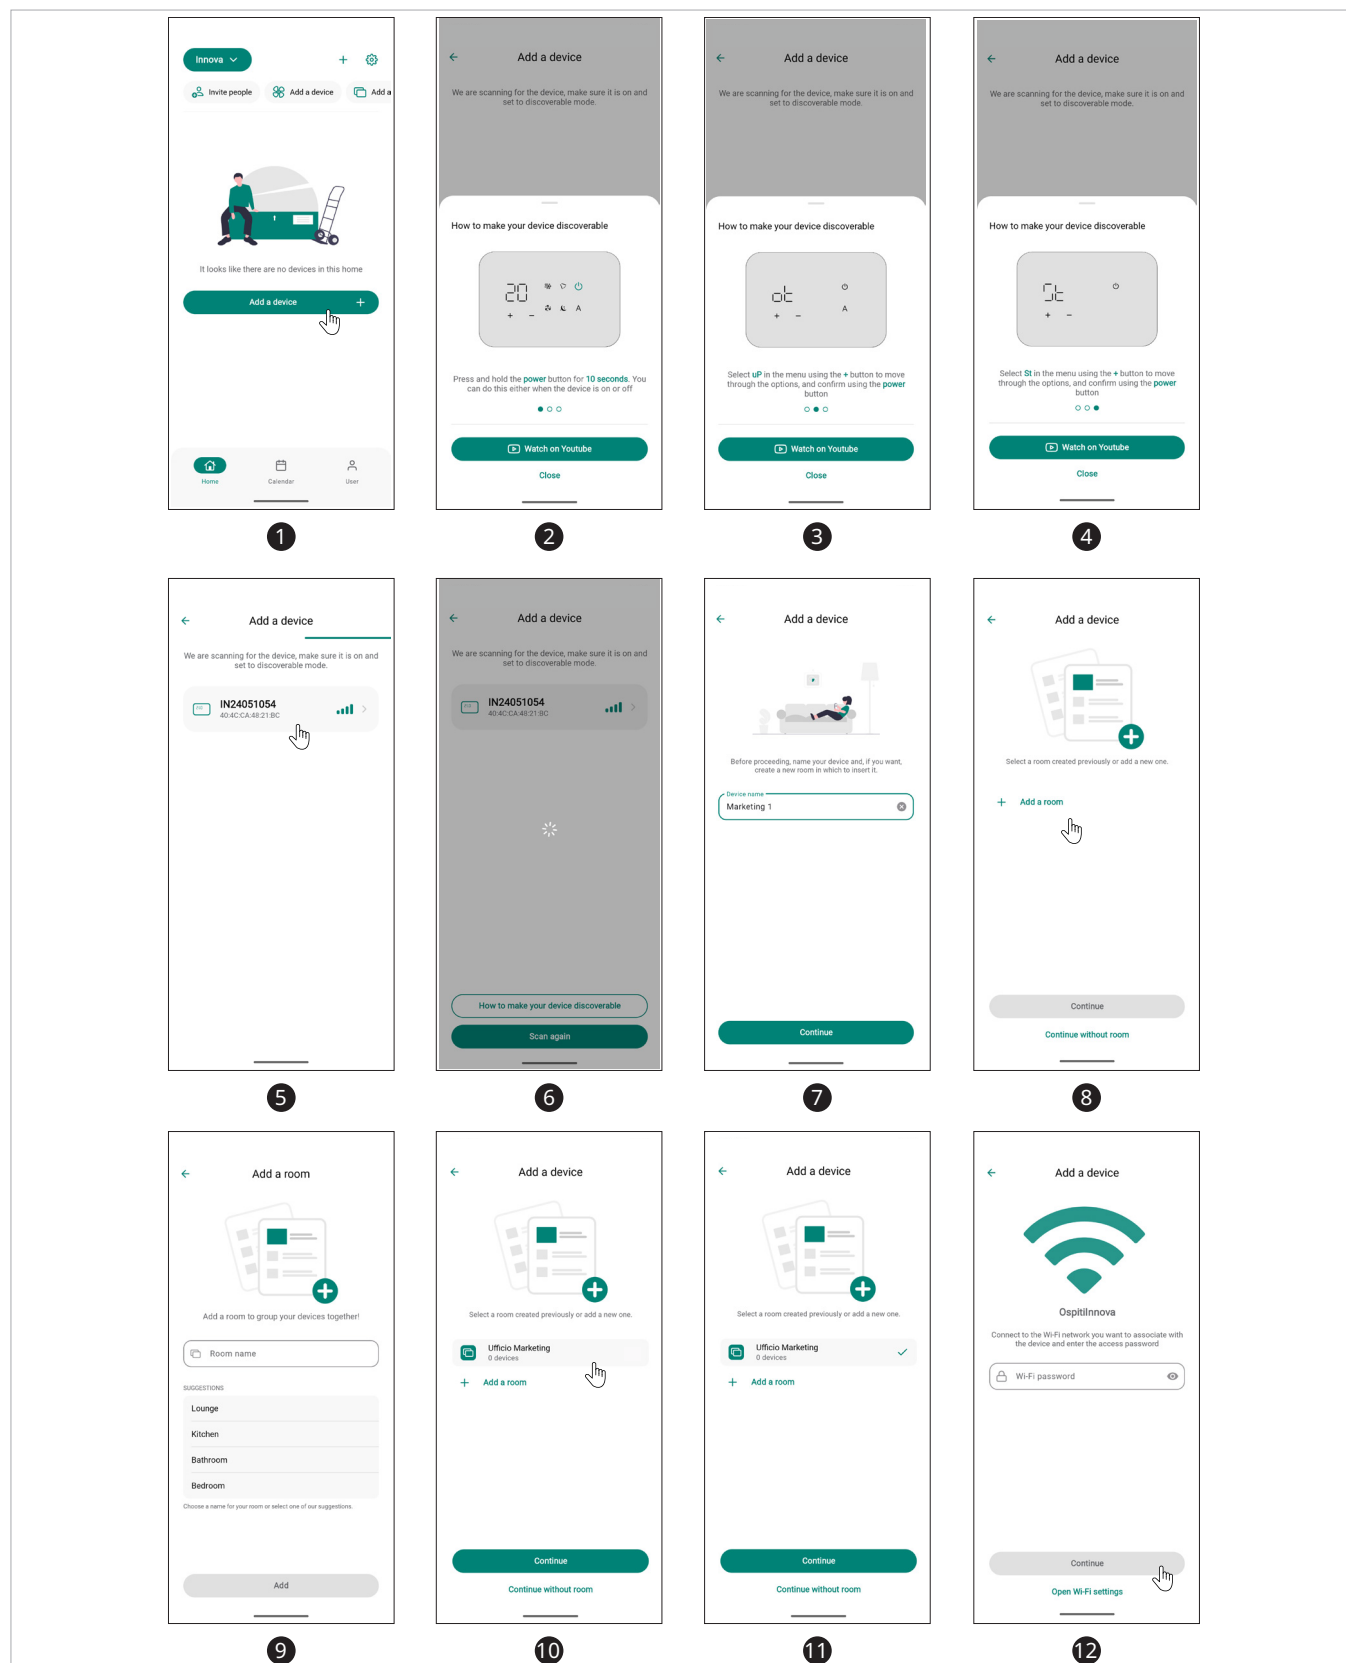 Innova
Invite people
Add a device
Add a
It looks like there are no devices in this home
Add a device
Home
Calendar
User
1
Add a device
We are scanning for the device, make sure it is on and
set to discoverable mode.
How to make your device discoverable
20
+ - A
Press and hold the power button for 10 seconds. You
can do this either when the device is on or off
Watch on Youtube
Close
2
Add a device
We are scanning for the device, make sure it is on and
set to discoverable mode.
How to make your device discoverable
ot
+ - A
Select uP in the menu using the + button to move
through the options, and confirm using the power
button
Watch on Youtube
Close
3
Add a device
We are scanning for the device, make sure it is on and
set to discoverable mode.
How to make your device discoverable
St
+ -
Select St in the menu using the + button to move
through the options, and confirm using the power
button
Watch on Youtube
Close
4
Add a device
We are scanning for the device, make sure it is on and
set to discoverable mode.
IN24051054
40:4C:CA:48:21:BC
5
Add a device
We are scanning for the device, make sure it is on and
set to discoverable mode.
IN24051054
40:4C:CA:48:21:BC
How to make your device discoverable
Scan again
6
Add a device
Before proceeding, name your device and, if you want,
create a new room in which to insert it.
Device name
Marketing 1
Continue
7
Add a device
Select a room created previously or add a new one.
+ Add a room
Continue
Continue without room
8
Add a room
Add a room to group your devices together!
Room name
SUGGESTIONS
Lounge
Kitchen
Bathroom
Bedroom
Choose a name for your room or select one of our suggestions.
Add
9
Add a device
Select a room created previously or add a new one.
Ufficio Marketing
0 devices
+ Add a room
Continue
Continue without room
10
Add a device
Select a room created previously or add a new one.
Ufficio Marketing
0 devices
+ Add a room
Continue
Continue without room
11
Add a device
OspitiInnova
Connect to the Wi-Fi network you want to associate with
the device and enter the access password
Wi-Fi password
Continue
Open Wi-Fi settings
12